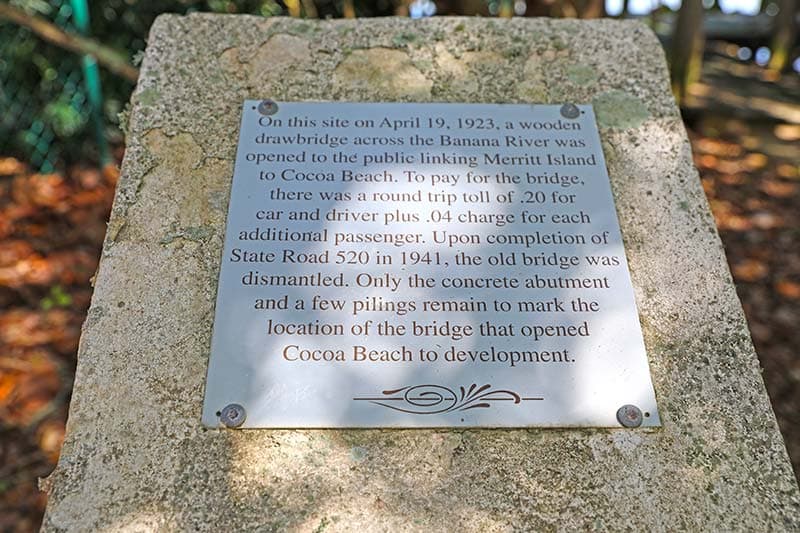 On this site on April 19, 1923, a wooden
drawbridge across the Banana River was
opened to the public linking Merritt Island
to Cocoa Beach. To pay for the bridge,
there was a round trip toll of .20 for
car and driver plus .04 charge for each
additional passenger. Upon completion of
State Road 520 in 1941, the old bridge was
dismantled. Only the concrete abutment
and a few pilings remain to mark the
location of the bridge that opened
Cocoa Beach to development.